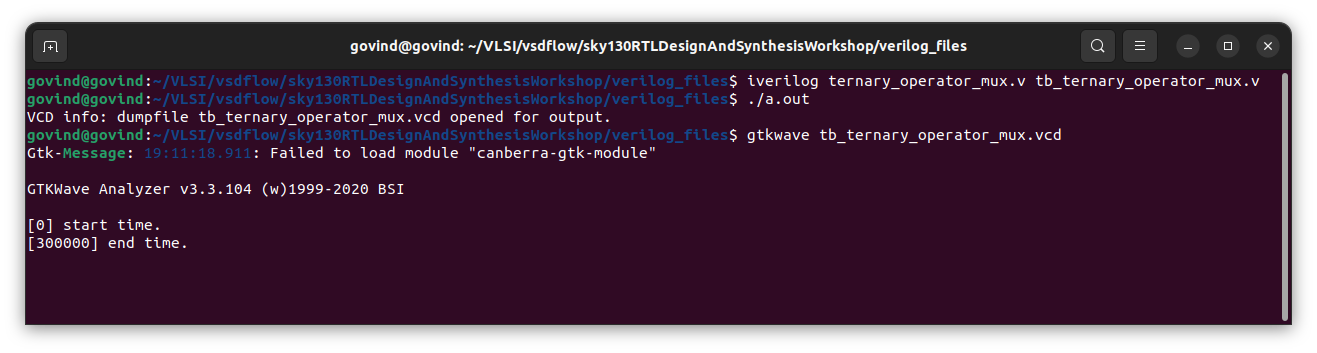 govind@govind: ~/VLSI/vsdflow/sky130RTLDesignAndSynthesisWorkshop/verilog_files
govind@govind:~/VLSI/vsdflow/sky130RTLDesignAndSynthesisWorkshop/verilog_files$ iverilog ternary_operator_mux.v tb_ternary_operator_mux.v
govind@govind:~/VLSI/vsdflow/sky130RTLDesignAndSynthesisWorkshop/verilog_files$ ./a.out
VCD info: dumpfile tb_ternary_operator_mux.vcd opened for output.
govind@govind:~/VLSI/vsdflow/sky130RTLDesignAndSynthesisWorkshop/verilog_files$ gtkwave tb_ternary_operator_mux.vcd
Gtk-Message: 19:11:18.911: Failed to load module "canberra-gtk-module"
GTKWave Analyzer v3.3.104 (w)1999-2020 BSI
[0] start time.
[300000] end time.